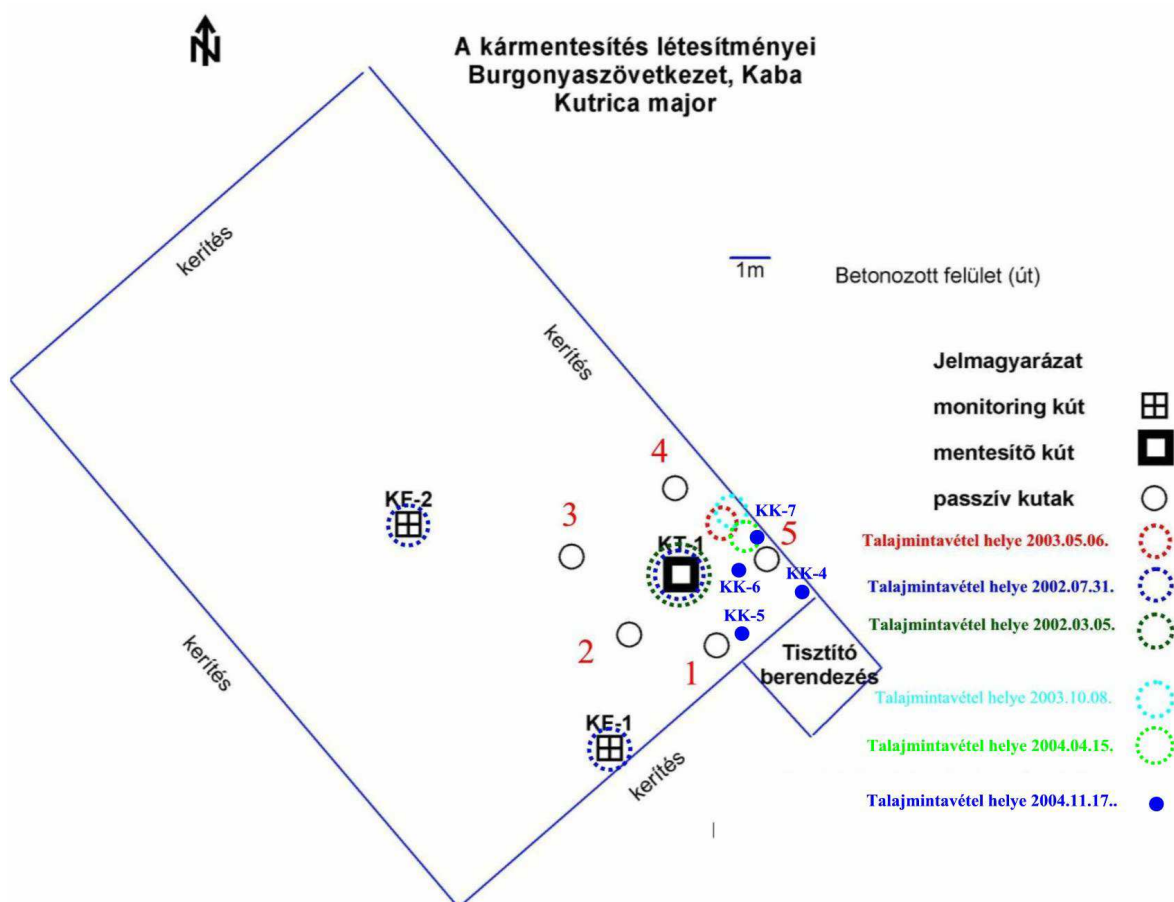 N
A kármentesítés létesítményei
Burgonyaszövetkezet, Kaba
Kutrica major
kerítés
kerítés
1m
Betonozott felület (út)
Jelmagyarázat
monitoring kút
mentesítõ kút
passzív kutak
Talajmintavétel helye 2003.05.06.
Talajmintavétel helye 2002.07.31.
Talajmintavétel helye 2002.03.05.
Talajmintavétel helye 2003.10.08.
Talajmintavétel helye 2004.04.15.
Talajmintavétel helye 2004.11.17..
4
3
KF-2
KK-7
5
KT-1
KK-6
KK-4
KK-5
2
1
Tisztító
berendezés
KF-1
kerítés
kerítés